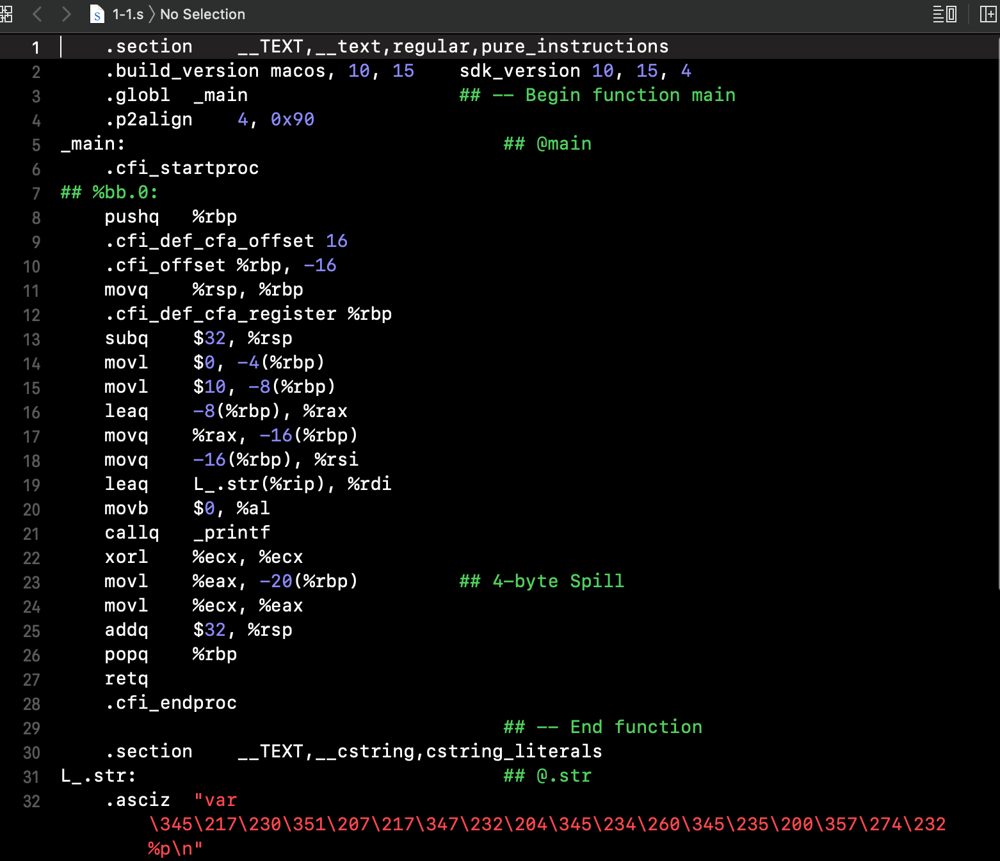 1-1.s 〉 No Selection
1 .section __TEXT,__text,regular,pure_instructions
2 .build_version macos, 10, 15 sdk_version 10, 15, 4
3 .globl _main ## -- Begin function main
4 .p2align 4, 0x90
5 _main: ## @main
6 .cfi_startproc
7 ## %bb.0:
8 pushq %rbp
9 .cfi_def_cfa_offset 16
10 .cfi_offset %rbp, -16
11 movq %rsp, %rbp
12 .cfi_def_cfa_register %rbp
13 subq $32, %rsp
14 movl $0, -4(%rbp)
15 movl $10, -8(%rbp)
16 leaq -8(%rbp), %rax
17 movq %rax, -16(%rbp)
18 movq -16(%rbp), %rsi
19 leaq L_.str(%rip), %rdi
20 movb $0, %al
21 callq _printf
22 xorl %ecx, %ecx
23 movl %eax, -20(%rbp) ## 4-byte Spill
24 movl %ecx, %eax
25 addq $32, %rsp
26 popq %rbp
27 retq
28 .cfi_endproc
29 ## -- End function
30 .section __TEXT,__cstring,cstring_literals
31 L_.str: ## @.str
32 .asciz "var
\345\217\230\351\207\217\347\232\204\345\234\260\345\235\200\357\274\232
%p\n"